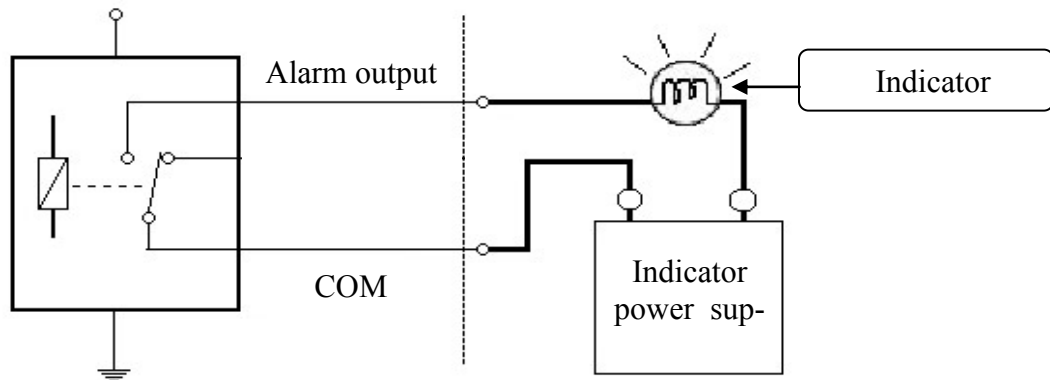 Alarm output
Indicator
COM
Indicator
power sup-